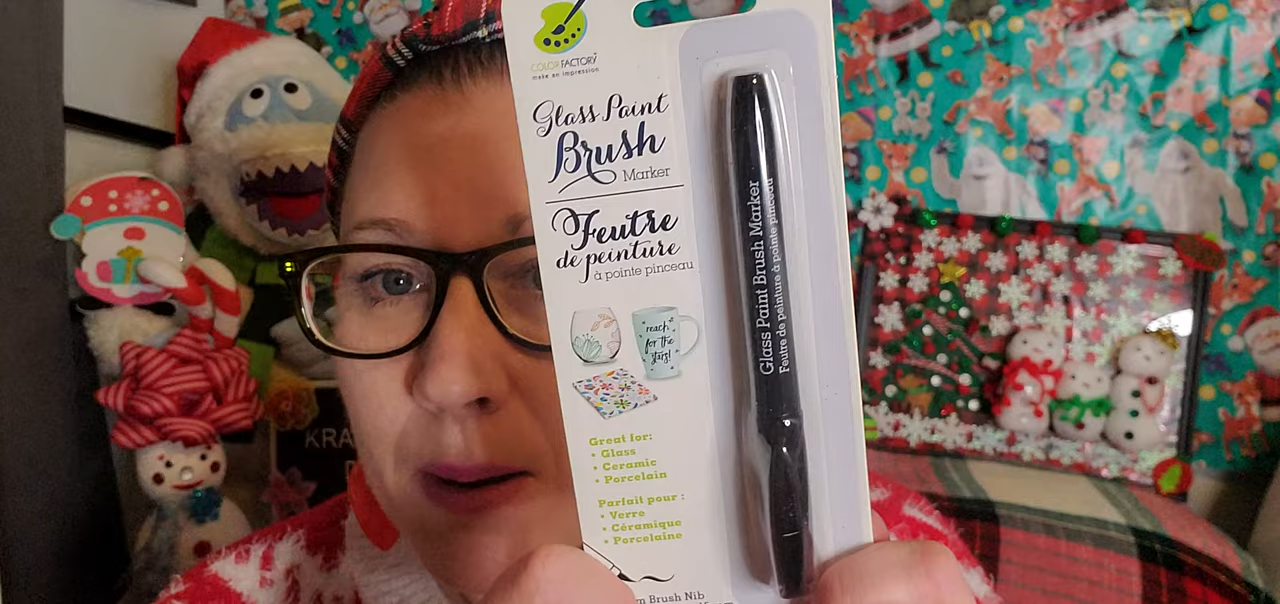 COLOR FACTORY
make an impression
Glass Paint
Brush
Marker
Feutre
de peinture
à pointe pinceau
reach
for the
stars!
Great for:
• Glass
• Ceramic
• Porcelain
Parfait pour :
• Verre
• Céramique
• Porcelaine
Brush Nib
Glass Paint Brush Marker
Feutre de peinture à pointe pinceau
KRA